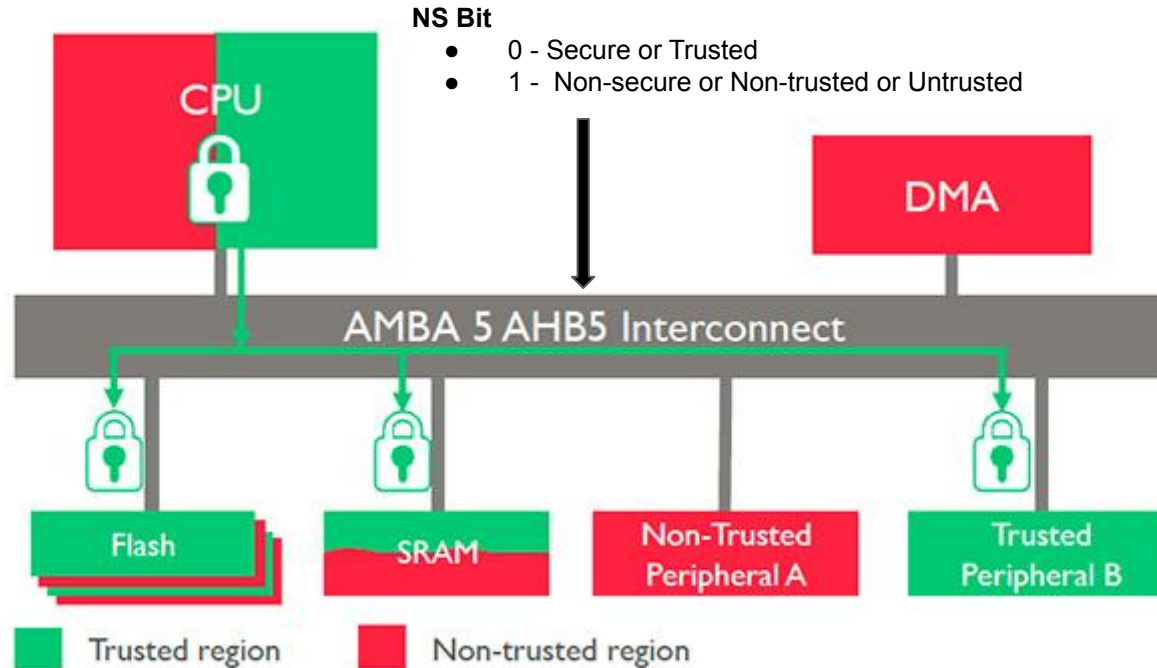 NS Bit
● 0 - Secure or Trusted
● 1 - Non-secure or Non-trusted or Untrusted
CPU
DMA
AMBA 5 AHB5 Interconnect
Flash
SRAM
Non-Trusted
Peripheral A
Trusted
Peripheral B
Trusted region
Non-trusted region